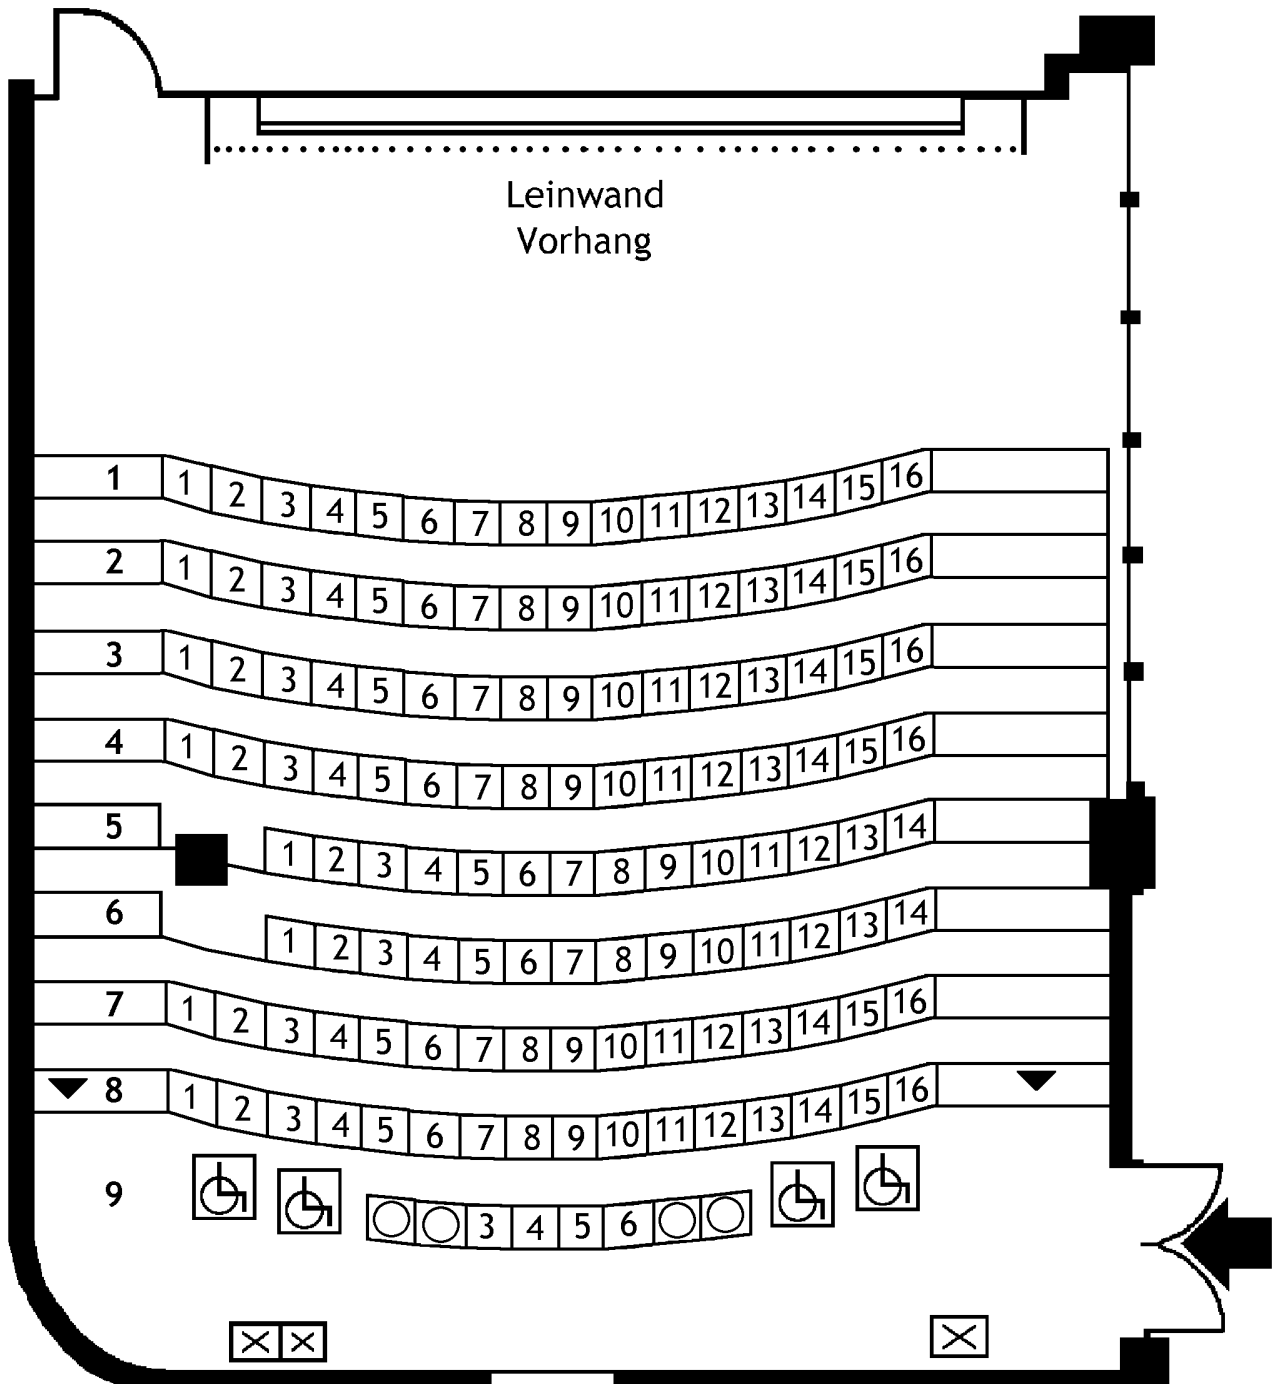 Leinwand
Vorhang
1 1 2 3 4 5 6 7 8 9 10 11 12 13 14 15 16
2 1 2 3 4 5 6 7 8 9 10 11 12 13 14 15 16
3 1 2 3 4 5 6 7 8 9 10 11 12 13 14 15 16
4 1 2 3 4 5 6 7 8 9 10 11 12 13 14 15 16
5 1 2 3 4 5 6 7 8 9 10 11 12 13 14
6 1 2 3 4 5 6 7 8 9 10 11 12 13 14
7 1 2 3 4 5 6 7 8 9 10 11 12 13 14 15 16
8 1 2 3 4 5 6 7 8 9 10 11 12 13 14 15 16
9 3 4 5 6